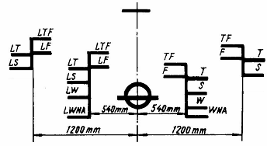 LTF
LT LF
LS
LTF
LT LF
LS
LW
LWNA
TF
F T
S
W
WNA
TF
F T
S
540mm 540mm
1200mm 1200mm